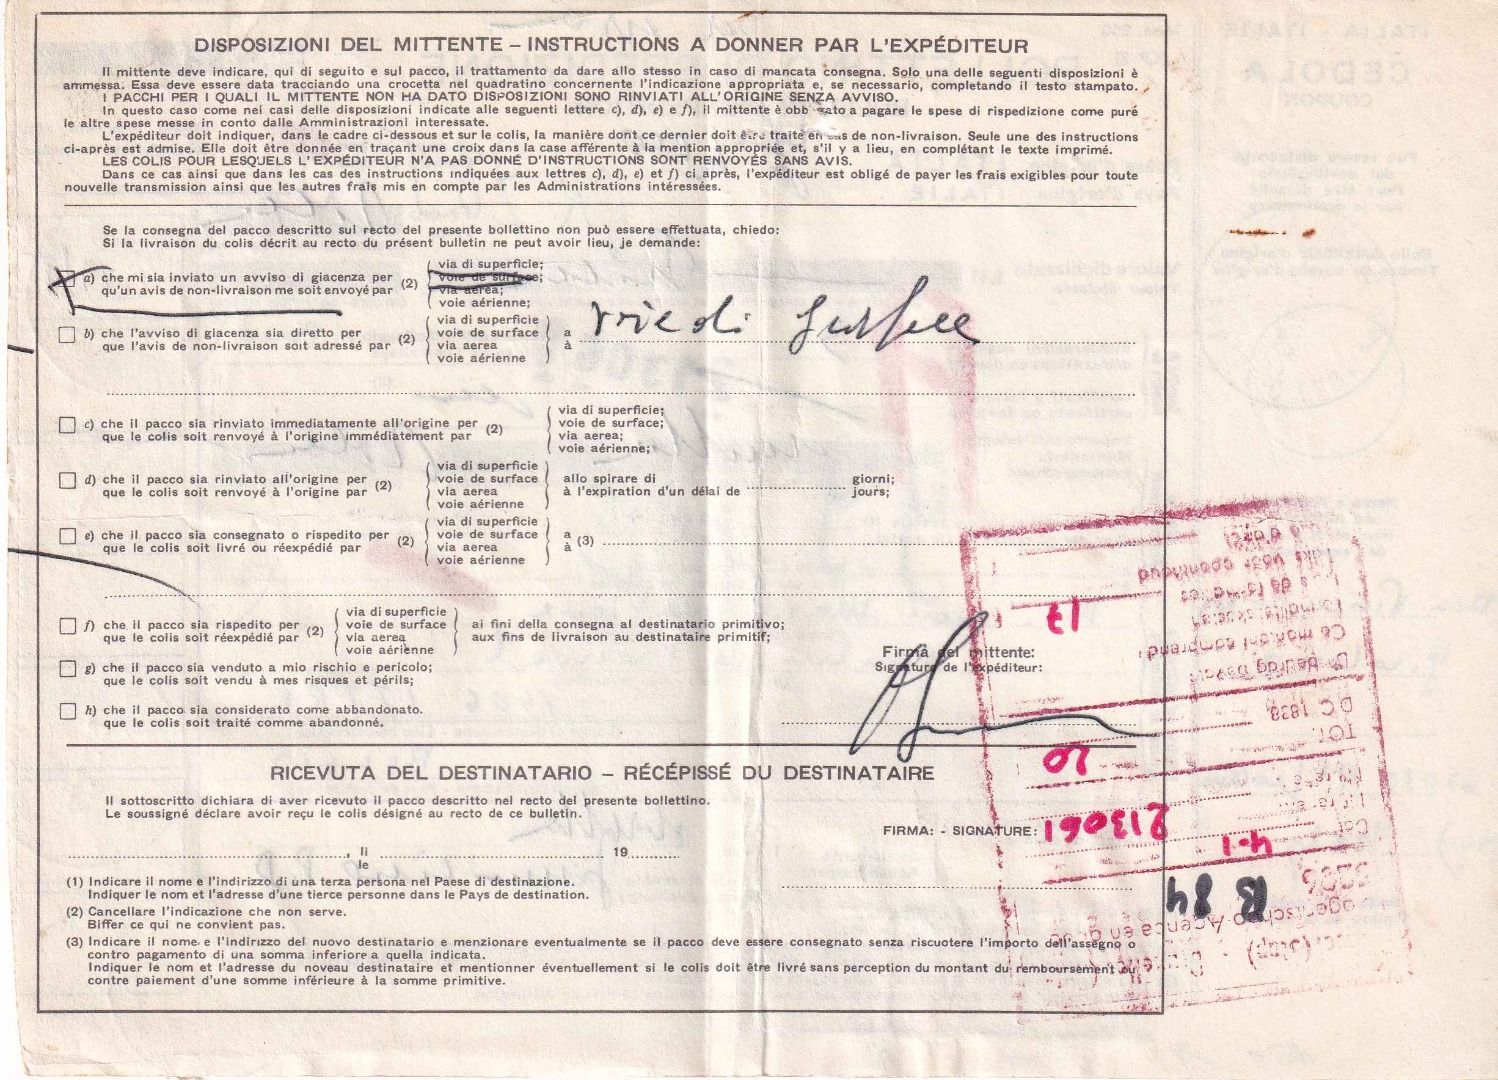 DISPOSIZIONI DEL MITTENTE – INSTRUCTIONS A DONNER PAR L'EXPÉDITEUR
Il mittente deve indicare, qui di seguito e sul pacco, il trattamento da dare allo stesso in caso di mancata consegna. Solo una delle seguenti disposizioni è
ammessa. Essa deve essere data tracciando una crocetta nel quadratino concernente l'indicazione appropriata e, se necessario, completando il testo stampato.
I PACCHI PER I QUALI IL MITTENTE NON HA DATO DISPOSIZIONI SONO RINVIATI ALL'ORIGINE SENZA AVVISO.
In questo caso come nei casi delle disposizioni indicate alle seguenti lettere c), d), e) e f), il mittente è a pagare le spese di rispedizione come puré
le altre spese messe in conto dalle Amministrazioni interessate.
L'expéditeur doit indiquer, dans le cadre ci-dessous et sur le colis, la manière dont ce dernier doit être traité en cas de non-livraison. Seule une des instructions
ci-après est admise. Elle doit être donnée en traçant une croix dans la case afférente à la mention appropriée et, s'il y a lieu, en complétant le texte imprimé.
LES COLIS POUR LESQUELS L'EXPÉDITEUR N'A PAS DONNÉ D'INSTRUCTIONS SONT RENVOYÉS SANS AVIS.
Dans ce cas ainsi que dans les cas des instructions indiquées aux lettres c), d), e) et f) ci après, l'expéditeur est obligé de payer les frais exigibles pour toute
nouvelle transmission ainsi que les autres frais mis en compte par les Administrations intéressées.
Se la consegna del pacco descritto sul recto del presente bollettino non può essere effettuata, chiedo:
Si la livraison du colis décrit au recto du présent bulletin ne peut avoir lieu, je demande:
a) che mi sia inviato un avviso di giacenza per
qu'un avis de non-livraison me soit envoyé par
(2)
via di superficie;
voie de surface;
via aerea;
voie aérienne;
b) che l'avviso di giacenza sia diretto per
que l'avis de non-livraison soit adressé par
(2)
via di superficie
voie de surface
via aerea
voie aérienne
a
à
c) che il pacco sia rinviato immediatamente all'origine per
que le colis soit renvoyé à l'origine immédiatement par
(2)
via di superficie;
voie de surface;
via aerea;
voie aérienne;
d) che il pacco sia rinviato all'origine per
que le colis soit renvoyé à l'origine par
(2)
via di superficie
voie de surface
via aerea
voie aérienne
allo spirare di giorni;
à l'expiration d'un délai de jours;
e) che il pacco sia consegnato o rispedito per
que le colis soit livré ou réexpédié par
(2)
via di superficie
voie de surface
via aerea
voie aérienne
a
à
(3)
f) che il pacco sia rispedito per
que le colis soit réexpédié par
(2)
via di superficie
voie de surface
via aerea
voie aérienne
ai fini della consegna al destinatario primitivo;
aux fins de livraison au destinataire primitif;
g) che il pacco sia venduto a mio rischio e pericolo;
que le colis soit vendu à mes risques et périls;
h) che il pacco sia considerato come abbandonato.
que le colis soit traité comme abandonné.
Firma del mittente:
Signature de l'expéditeur:
RICEVUTA DEL DESTINATARIO – RÉCÉPISSÉ DU DESTINATAIRE
Il sottoscritto dichiara di aver ricevuto il pacco descritto nel recto del presente bollettino.
Le soussigné déclare avoir reçu le colis désigné au recto de ce bulletin.
FIRMA: - SIGNATURE:
, li 19
le
(1) Indicare il nome e l'indirizzo di una terza persona nel Paese di destinazione.
Indiquer le nom et l'adresse d'une tierce personne dans le Pays de destination.
(2) Cancellare l'indicazione che non serve.
Biffer ce qui ne convient pas.
(3) Indicare il nome e l'indirizzo del nuovo destinatario e menzionare eventualmente se il pacco deve essere consegnato senza riscuotere l'importo dell'assegno o
contro pagamento di una somma inferiore a quella indicata.
Indiquer le nom et l'adresse du noveau destinataire et mentionner éventuellement si le colis doit être livré sans perception du montant du remboursement ou
contre paiement d'une somme inférieure à la somme primitive.
B 84
4-1
213061
20
TOT.
D.C. 1838
17